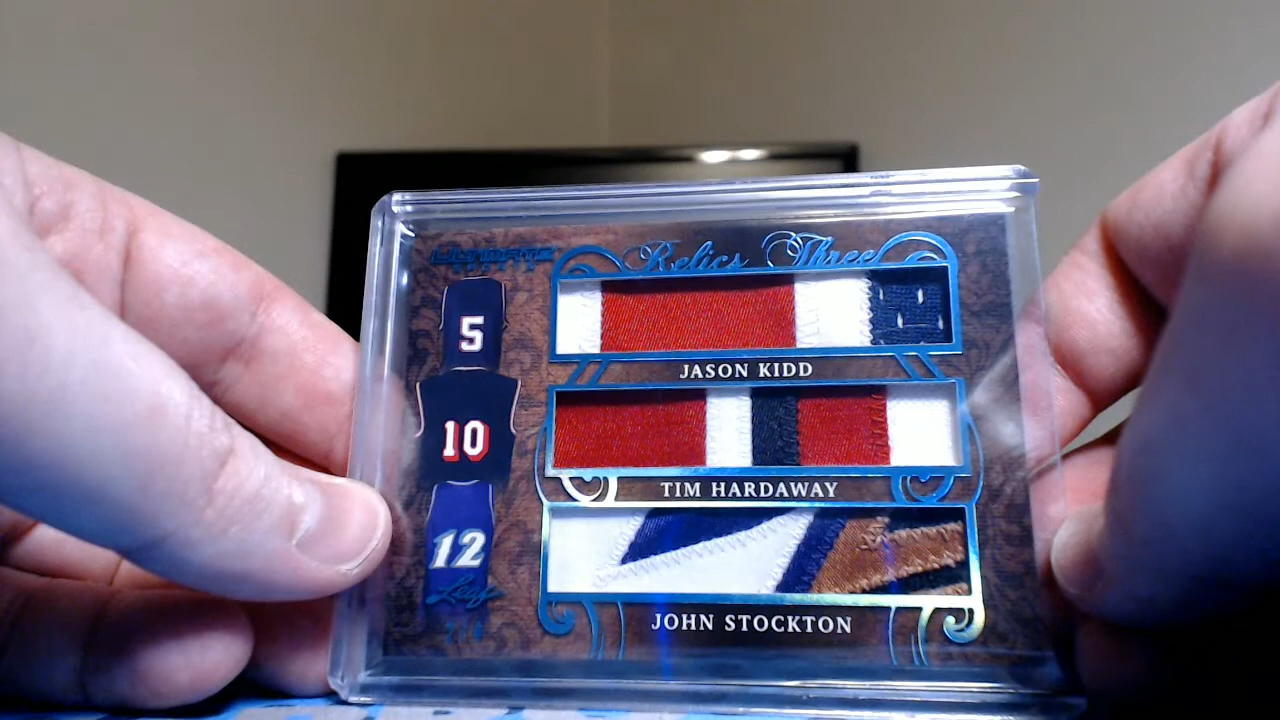 ULTIMATE
Relics Three
5
JASON KIDD
10
TIM HARDAWAY
12
Leaf
JOHN STOCKTON